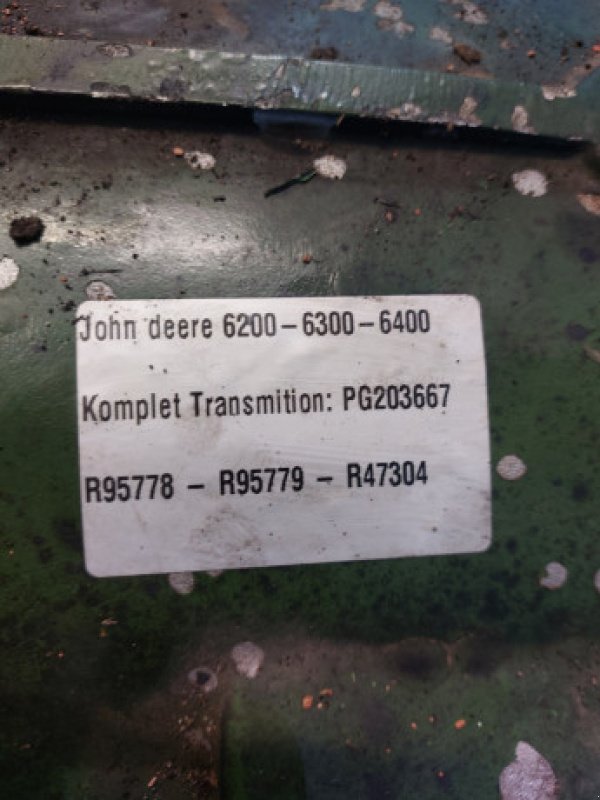 John deere 6200-6300-6400
Komplet Transmition: PG203667
R95778 - R95779 - R47304